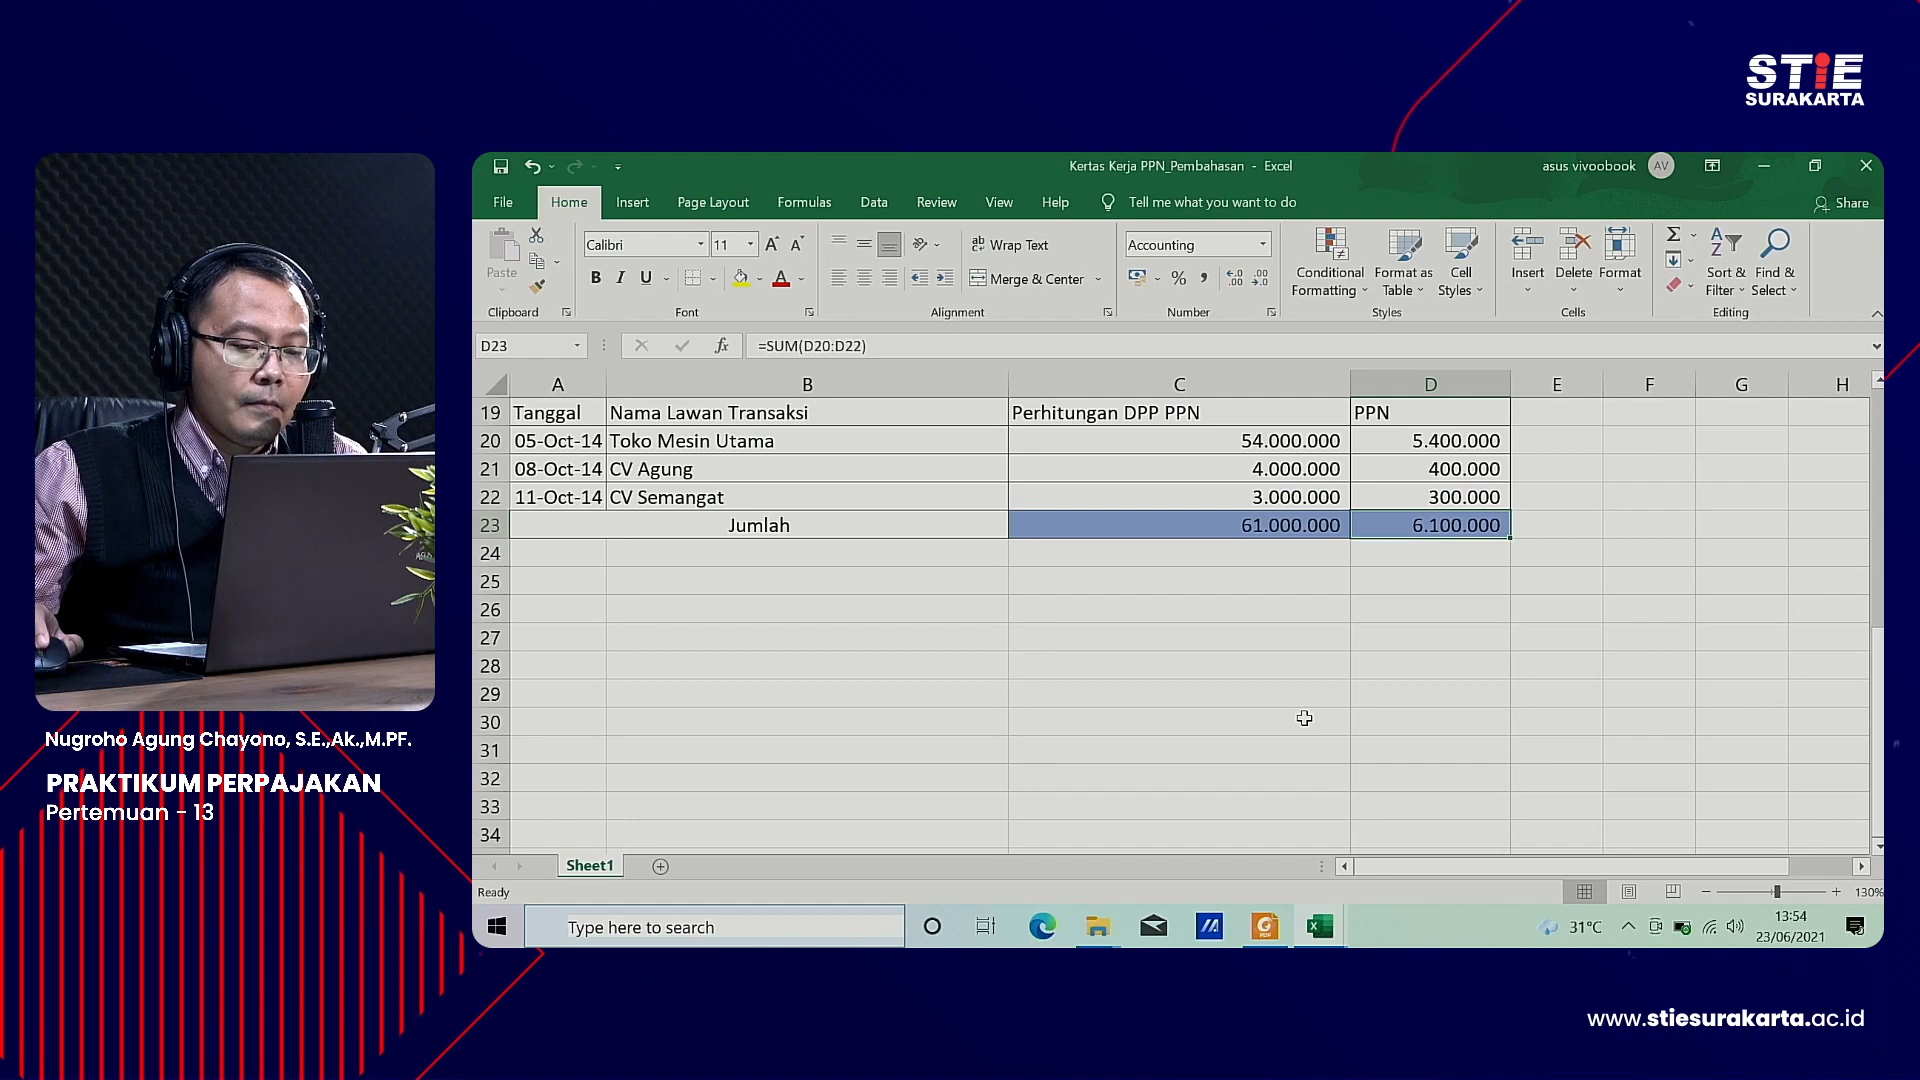 STiE
SURAKARTA
Kertas Kerja PPN_Pembahasan - Excel
asus vivoobook
AV
File
Home
Insert
Page Layout
Formulas
Data
Review
View
Help
Tell me what you want to do
Share
Paste
Calibri
11
Wrap Text
Merge & Center
Accounting
Conditional
Formatting
Format as
Table
Cell
Styles
Insert
Delete
Format
Sort &
Filter
Find &
Select
Clipboard
Font
Alignment
Number
Styles
Cells
Editing
D23
fx
=SUM(D20:D22)
A B C D E F G H
19 Tanggal Nama Lawan Transaksi Perhitungan DPP PPN PPN
20 05-Oct-14 Toko Mesin Utama 54.000.000 5.400.000
21 08-Oct-14 CV Agung 4.000.000 400.000
22 11-Oct-14 CV Semangat 3.000.000 300.000
23 Jumlah 61.000.000 6.100.000
24
25
26
27
28
29
30
31
32
33
34
Sheet1
Ready
130%
Type here to search
31°C
13:54
23/06/2021
Nugroho Agung Chayono, S.E.,Ak.,M.PF.
PRAKTIKUM PERPAJAKAN
Pertemuan - 13
www.stiesurakarta.ac.id